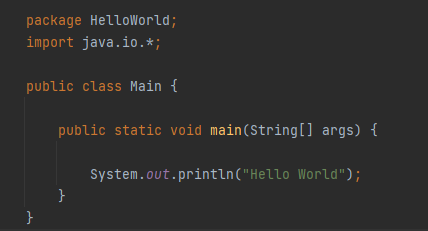 package HelloWorld;
import java.io.*;
public class Main {
public static void main(String[] args) {
System.out.println("Hello World");
}
}